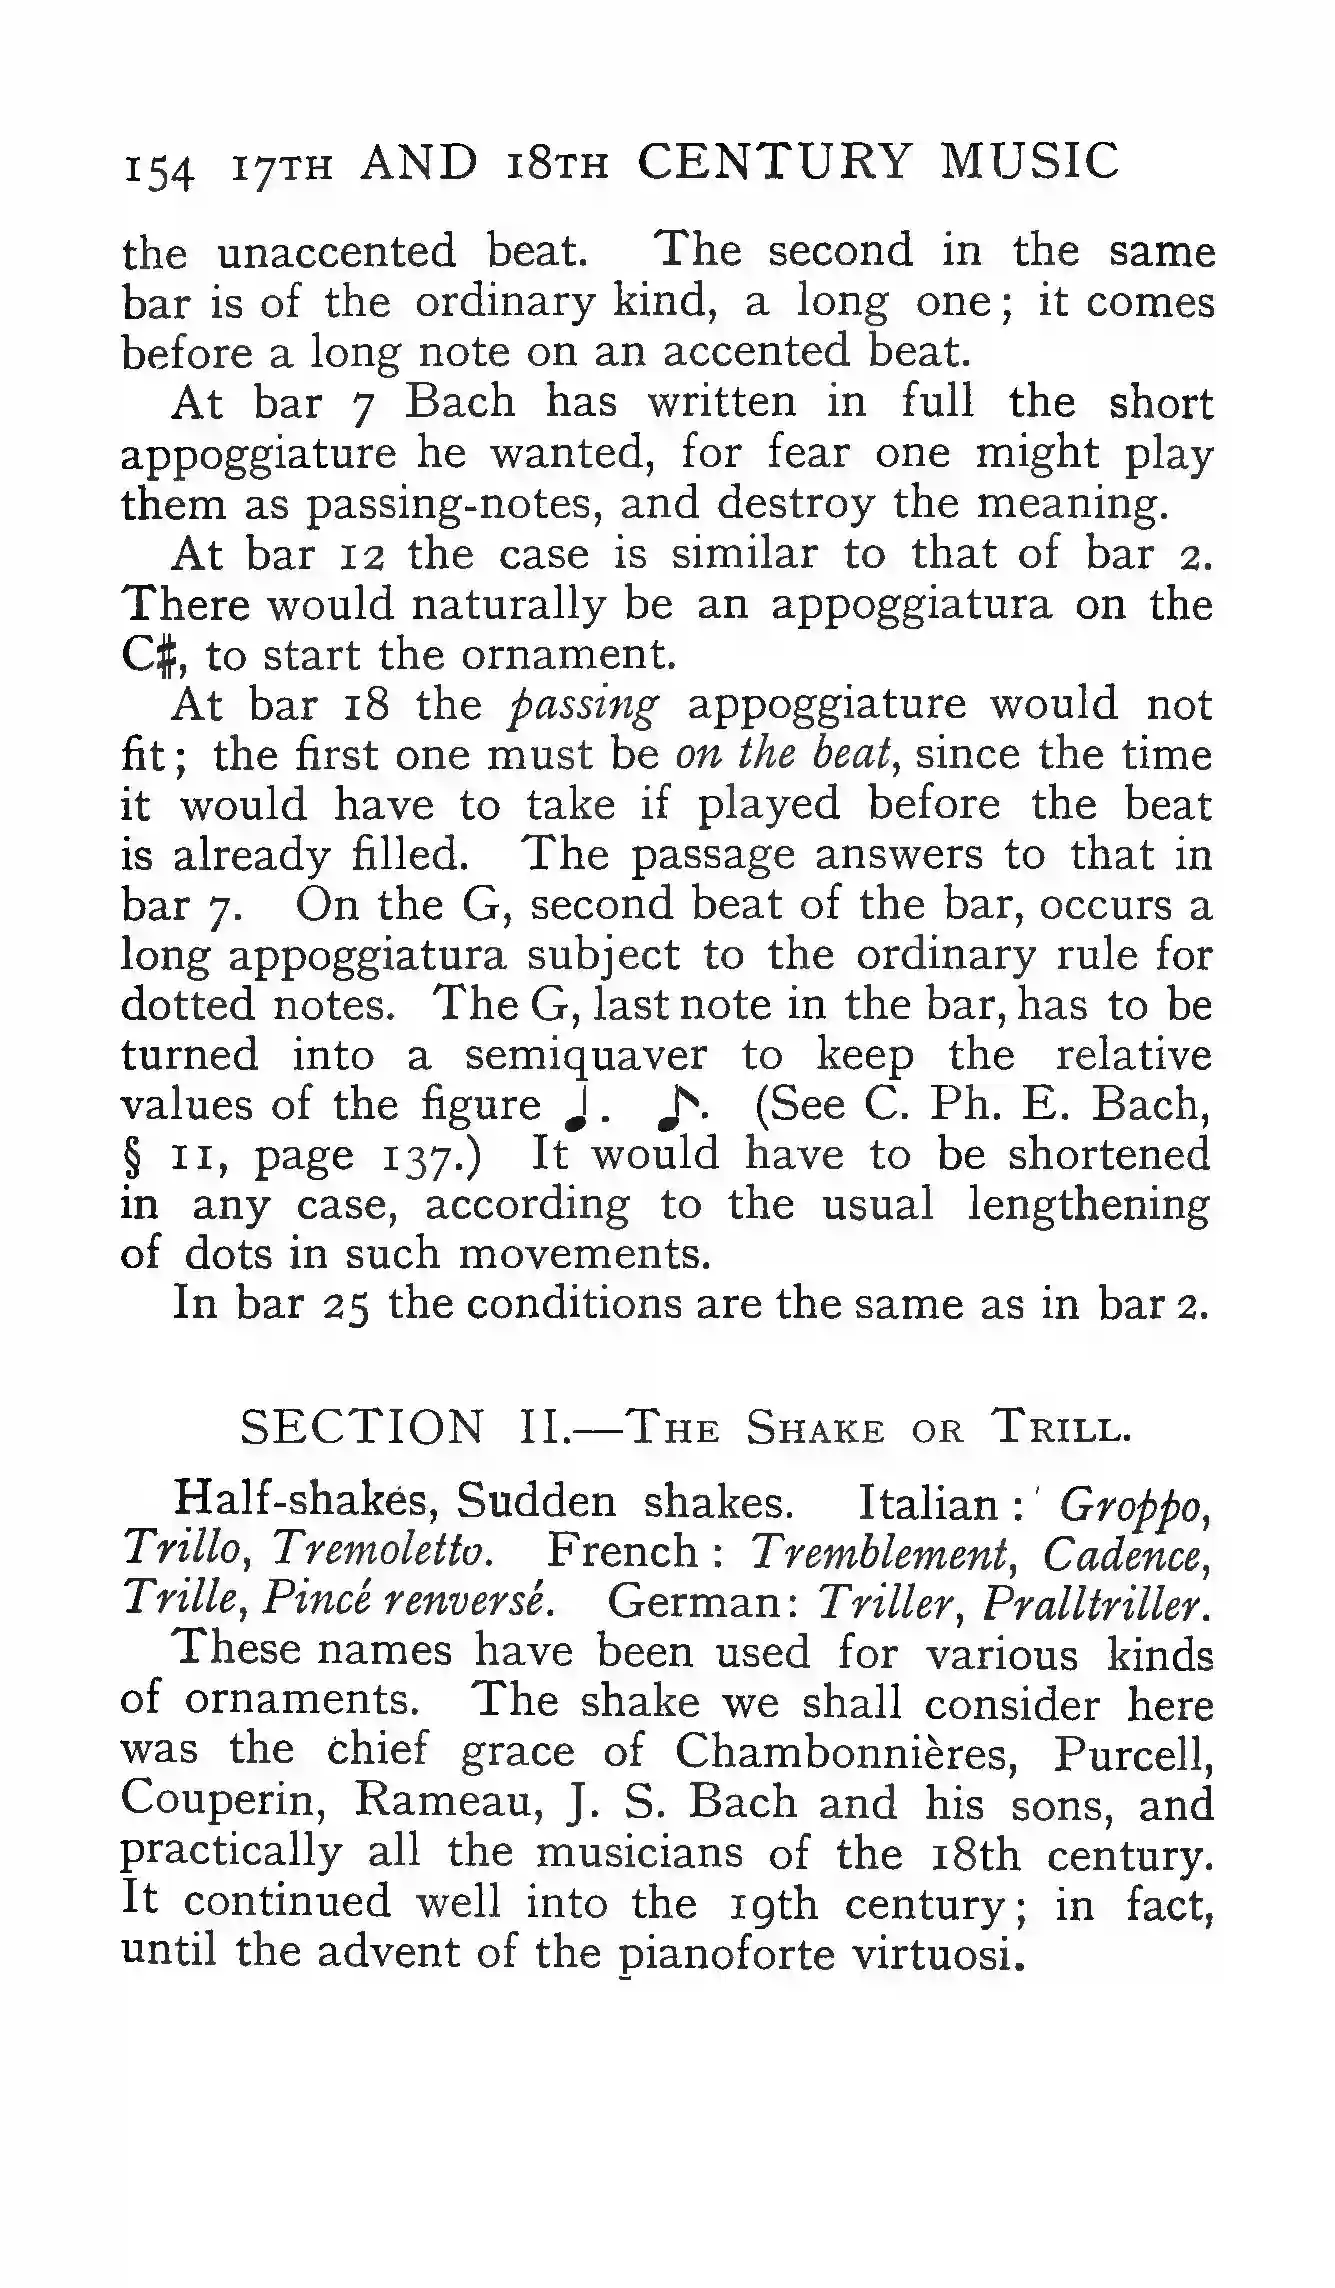 154 17TH AND 18TH CENTURY MUSIC
the unaccented beat. The second in the same
bar is of the ordinary kind, a long one; it comes
before a long note on an accented beat.
At bar 7 Bach has written in full the short
appoggiature he wanted, for fear one might play
them as passing-notes, and destroy the meaning.
At bar 12 the case is similar to that of bar 2.
There would naturally be an appoggiatura on the
C♯, to start the ornament.
At bar 18 the passing appoggiature would not
fit; the first one must be on the beat, since the time
it would have to take if played before the beat
is already filled. The passage answers to that in
bar 7. On the G, second beat of the bar, occurs a
long appoggiatura subject to the ordinary rule for
dotted notes. The G, last note in the bar, has to be
turned into a semiquaver to keep the relative
values of the figure ♩. ♪. (See C. Ph. E. Bach,
§ 11, page 137.) It would have to be shortened
in any case, according to the usual lengthening
of dots in such movements.
In bar 25 the conditions are the same as in bar 2.
SECTION II.—THE SHAKE OR TRILL.
Half-shakes, Sudden shakes. Italian: Groppo,
Trillo, Tremoletto. French: Tremblement, Cadence,
Trille, Pincé renversé. German: Triller, Pralltriller.
These names have been used for various kinds
of ornaments. The shake we shall consider here
was the chief grace of Chambonnières, Purcell,
Couperin, Rameau, J. S. Bach and his sons, and
practically all the musicians of the 18th century.
It continued well into the 19th century; in fact,
until the advent of the pianoforte virtuosi.